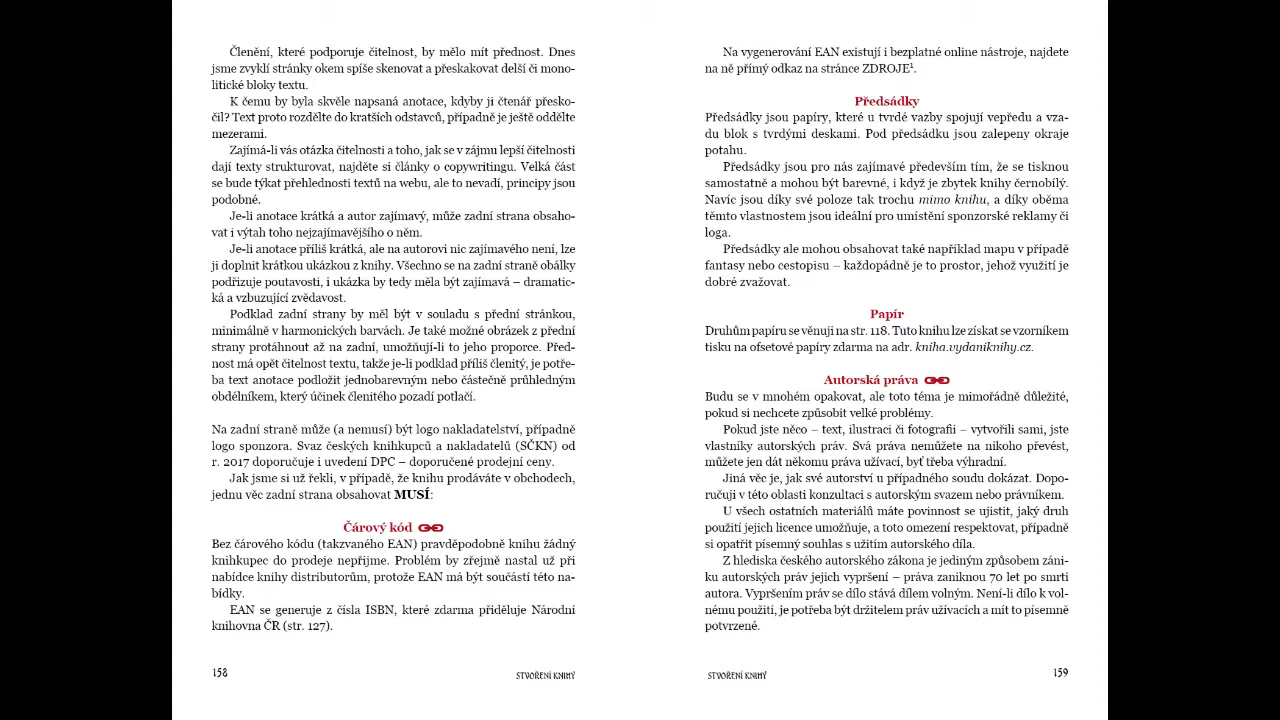 Členění, které podporuje čitelnost, by mělo mít přednost. Dnes
jsme zvyklí stránky okem spíše skenovat a přeskakovat delší či mono-
litické bloky textu.
K čemu by byla skvěle napsaná anotace, kdyby ji čtenář přesko-
čil? Text proto rozdělte do kratších odstavců, případně je ještě oddělte
mezerami.
Zajímá-li vás otázka čitelnosti a toho, jak se v zájmu lepší čitelnosti
dají texty strukturovat, najděte si články o copywritingu. Velká část
se bude týkat přehlednosti textů na webu, ale to nevadí, principy jsou
podobné.
Je-li anotace krátká a autor zajímavý, může zadní strana obsaho-
vat i výtah toho nejzajímavějšího o něm.
Je-li anotace příliš krátká, ale na autorovi nic zajímavého není, lze
ji doplnit krátkou ukázkou z knihy. Všechno se na zadní straně obálky
podřizuje poutavosti, i ukázka by tedy měla být zajímavá – dramatic-
ká a vzbuzující zvědavost.
Podklad zadní strany by měl být v souladu s přední stránkou,
minimálně v harmonických barvách. Je také možné obrázek z přední
strany protáhnout až na zadní, umožňují-li to jeho proporce. Před-
nost má opět čitelnost textu, takže je-li podklad příliš členitý, je potře-
ba text anotace podložit jednobarevným nebo částečně průhledným
obdélníkem, který účinek členitého pozadí potlačí.
Na zadní straně může (a nemusí) být logo nakladatelství, případně
logo sponzora. Svaz českých knihkupců a nakladatelů (SČKN) od
r. 2017 doporučuje i uvedení DPC – doporučené prodejní ceny.
Jak jsme si už řekli, v případě, že knihu prodáváte v obchodech,
jednu věc zadní strana obsahovat MUSÍ:
Čárový kód
Bez čárového kódu (takzvaného EAN) pravděpodobně knihu žádný
knihkupec do prodeje nepřijme. Problém by zřejmě nastal už při
nabídce knihy distributorům, protože EAN má být součástí této na-
bídky.
EAN se generuje z čísla ISBN, které zdarma přiděluje Národní
knihovna ČR (str. 127).
158
STVOŘENÍ KNIHY
Na vygenerování EAN existují i bezplatné online nástroje, najdete
na ně přímý odkaz na stránce ZDROJE¹.
Předsádky
Předsádky jsou papíry, které u tvrdé vazby spojují vepředu a vza-
du blok s tvrdými deskami. Pod předsádku jsou zalepeny okraje
potahu.
Předsádky jsou pro nás zajímavé především tím, že se tisknou
samostatně a mohou být barevné, i když je zbytek knihy černobílý.
Navíc jsou díky své poloze tak trochu mimo knihu, a díky oběma
těmto vlastnostem jsou ideální pro umístění sponzorské reklamy či
loga.
Předsádky ale mohou obsahovat také například mapu v případě
fantasy nebo cestopisu – každopádně je to prostor, jehož využití je
dobré zvažovat.
Papír
Druhům papíru se věnuji na str. 118. Tuto knihu lze získat se vzorníkem
tisku na ofsetové papíry zdarma na adr. kniha.vydaniknihy.cz.
Autorská práva
Budu se v mnohém opakovat, ale toto téma je mimořádně důležité,
pokud si nechcete způsobit velké problémy.
Pokud jste něco – text, ilustraci či fotografii – vytvořili sami, jste
vlastníky autorských práv. Svá práva nemůžete na nikoho převést,
můžete jen dát někomu práva užívací, byť třeba výhradní.
Jiná věc je, jak své autorství u případného soudu dokázat. Dopo-
ručuji v této oblasti konzultaci s autorským svazem nebo právníkem.
U všech ostatních materiálů máte povinnost se ujistit, jaký druh
použití jejich licence umožňuje, a toto omezení respektovat, případně
si opatřit písemný souhlas s užitím autorského díla.
Z hlediska českého autorského zákona je jediným způsobem záni-
ku autorských práv jejich vypršení – práva zaniknou 70 let po smrti
autora. Vypršením práv se dílo stává dílem volným. Není-li dílo k vol-
nému použití, je potřeba být držitelem práv užívacích a mít to písemně
potvrzené.
STVOŘENÍ KNIHY
159